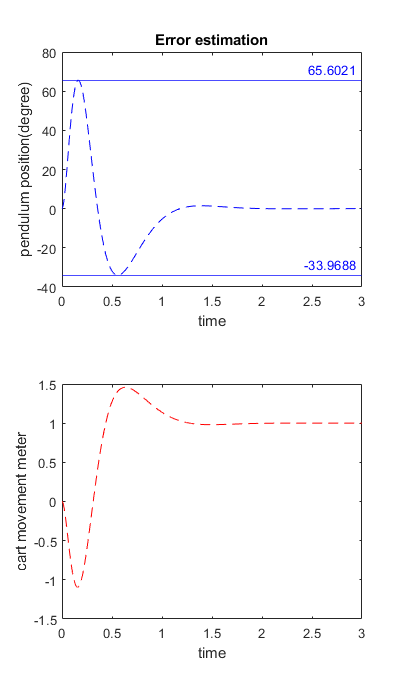 Error estimation
80
65.6021
60
40
20
0
-20
-33.9688
-40
pendulum position(degree)
0 0.5 1 1.5 2 2.5 3
time
1.5
1
0.5
0
-0.5
-1
-1.5
cart movement meter
0 0.5 1 1.5 2 2.5 3
time